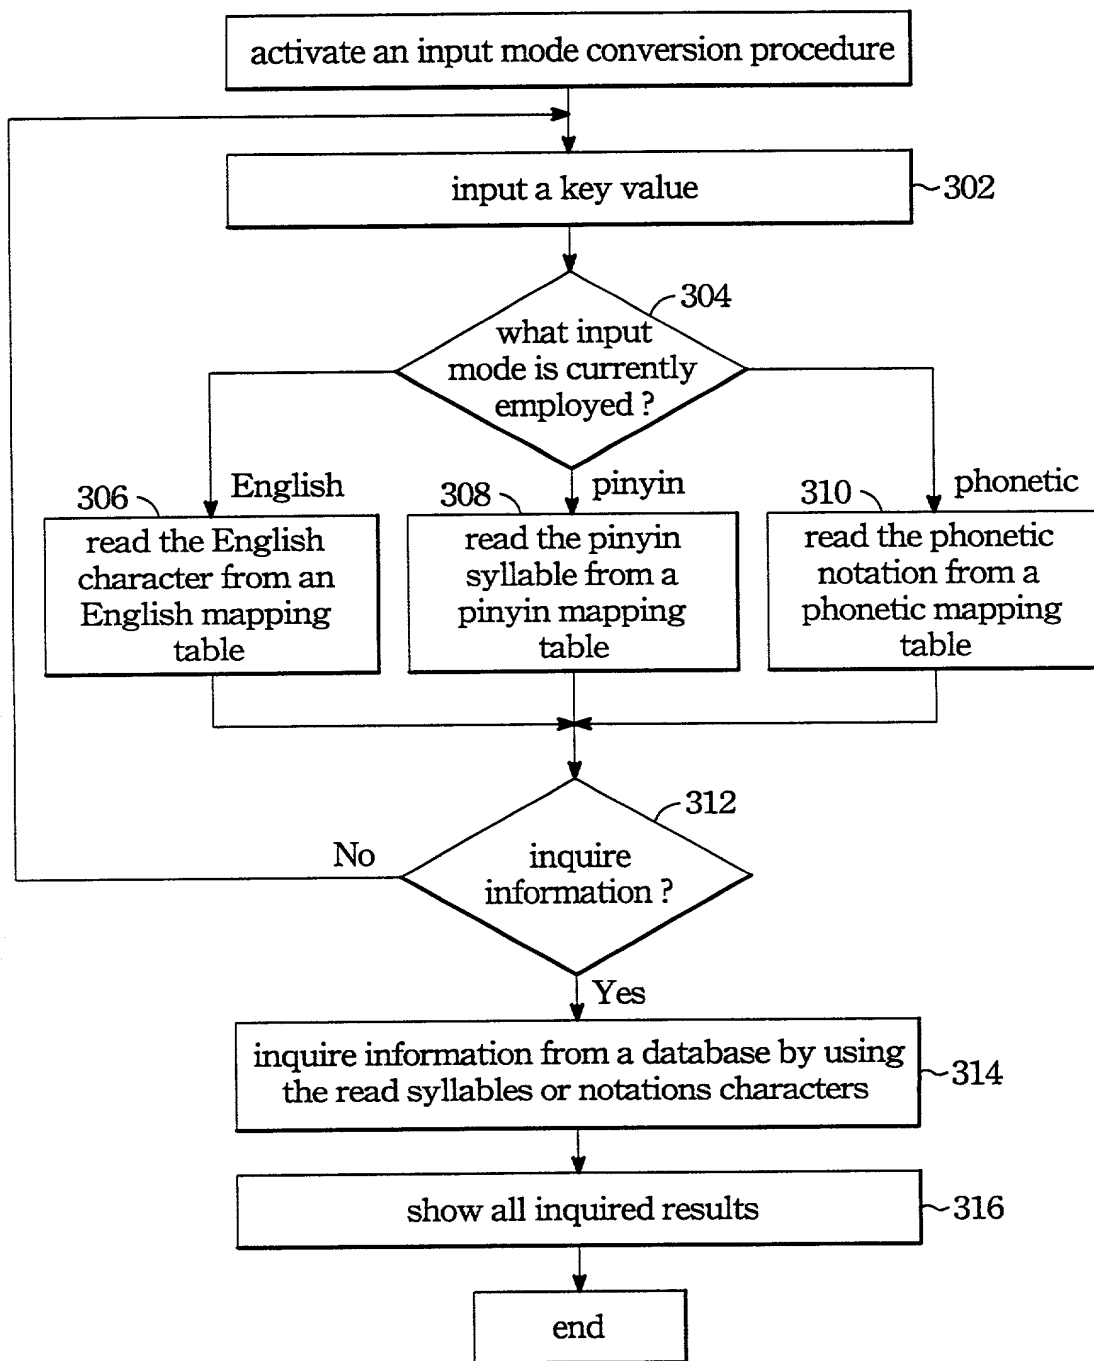 activate an input mode conversion procedure
input a key value
302
304
what input
mode is currently
employed ?
English
pinyin
phonetic
306
read the English
character from an
English mapping
table
308
read the pinyin
syllable from a
pinyin mapping
table
310
read the phonetic
notation from a
phonetic mapping
table
312
No
inquire
information ?
Yes
inquire information from a database by using
the read syllables or notations characters
314
show all inquired results
316
end